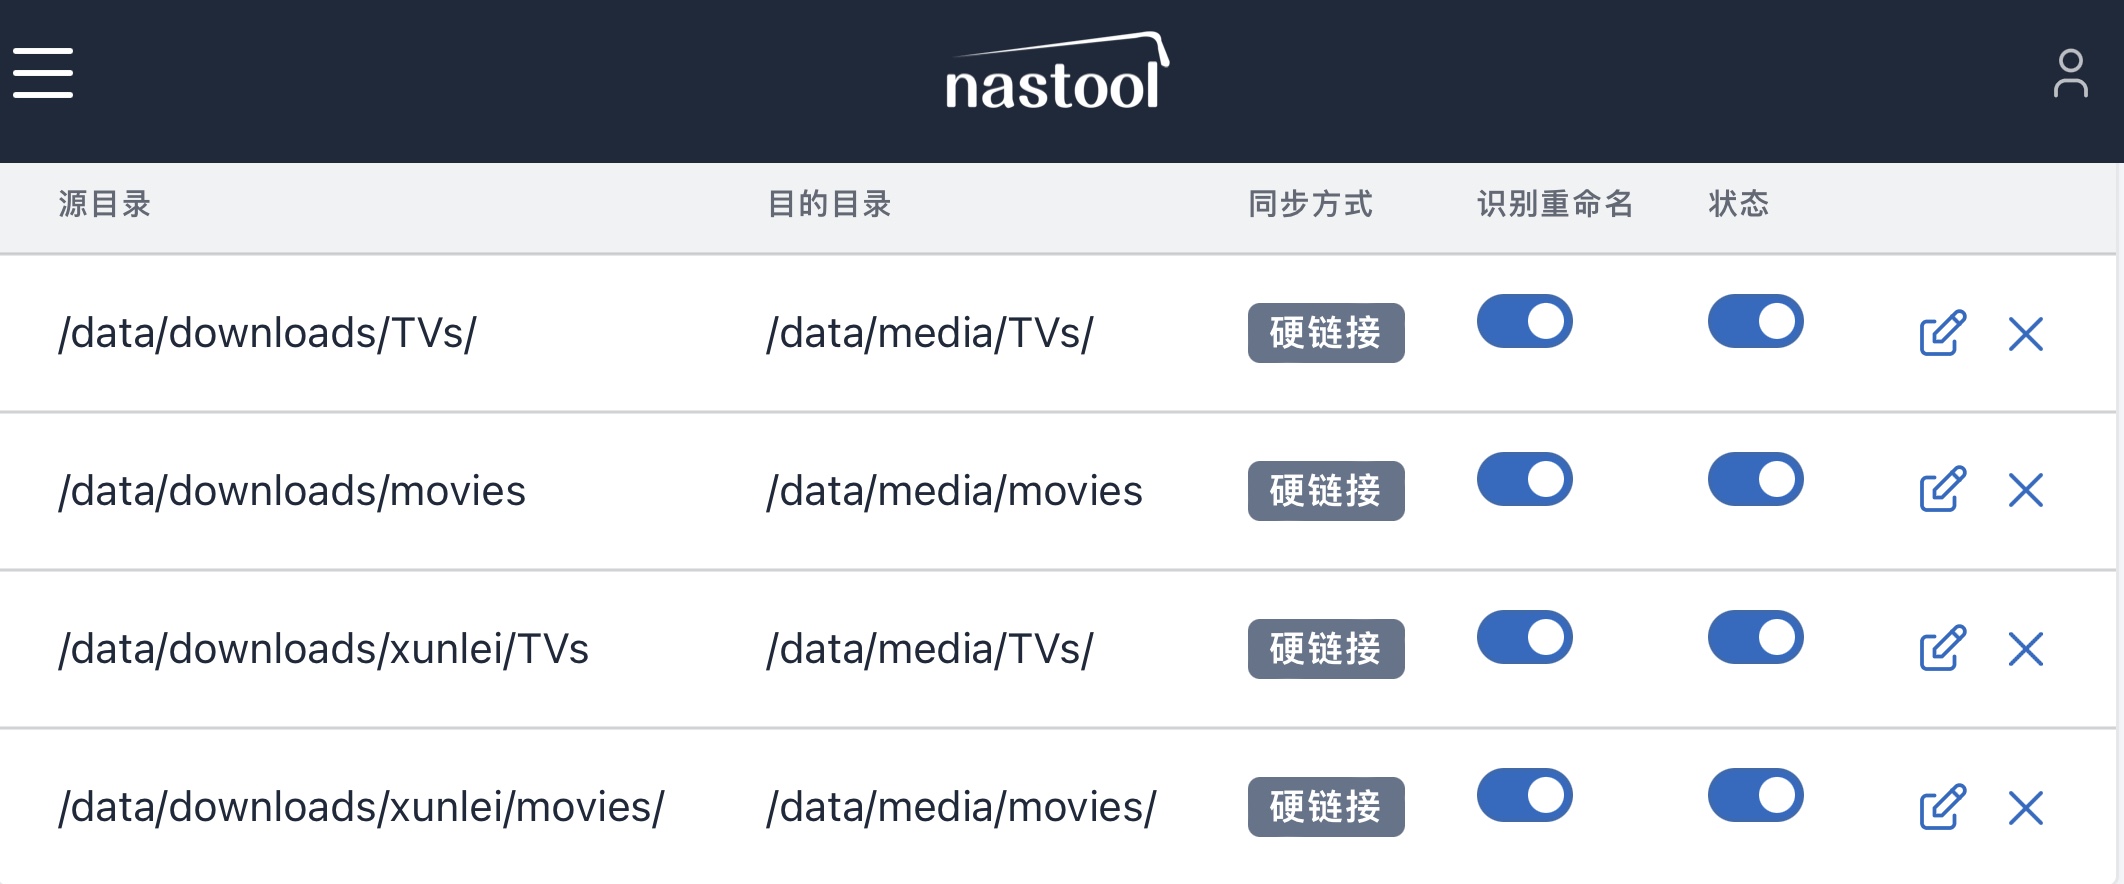 nastool
源目录 目的目录 同步方式 识别重命名 状态
/data/downloads/TVs/ /data/media/TVs/ 硬链接
/data/downloads/movies /data/media/movies 硬链接
/data/downloads/xunlei/TVs /data/media/TVs/ 硬链接
/data/downloads/xunlei/movies/ /data/media/movies/ 硬链接